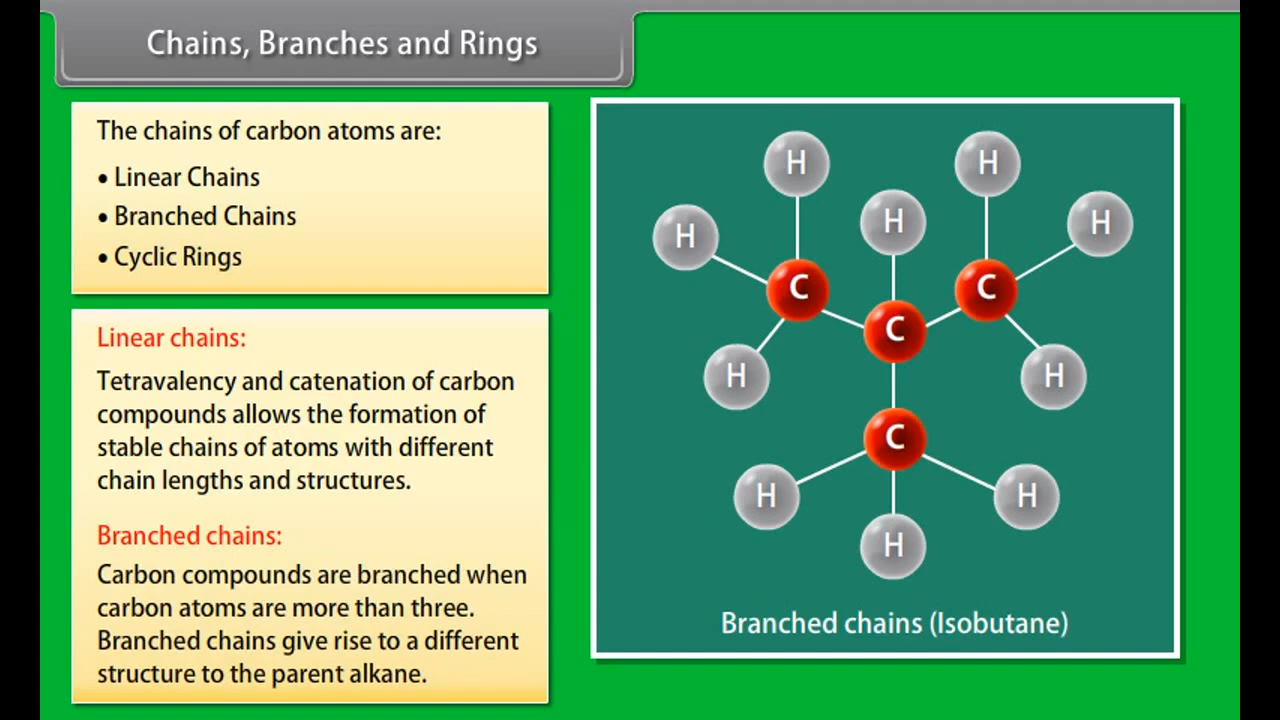 Chains, Branches and Rings
The chains of carbon atoms are:
• Linear Chains
• Branched Chains
• Cyclic Rings
Linear chains:
Tetravalency and catenation of carbon
compounds allows the formation of
stable chains of atoms with different
chain lengths and structures.
Branched chains:
Carbon compounds are branched when
carbon atoms are more than three.
Branched chains give rise to a different
structure to the parent alkane.
H H
H H H
C C
C
H H
C
H H
H
Branched chains (Isobutane)